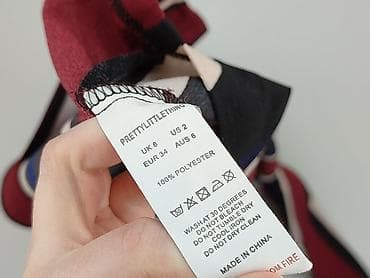 PRETTYLITTLETHING
UK 6 US 2
EUR 34 AUS 6
100% POLYESTER
WASH AT 30 DEGREES
DO NOT BLEACH
DO NOT TUMBLE DRY
COOL IRON
DO NOT DRY CLEAN
MADE IN CHINA
FIRE